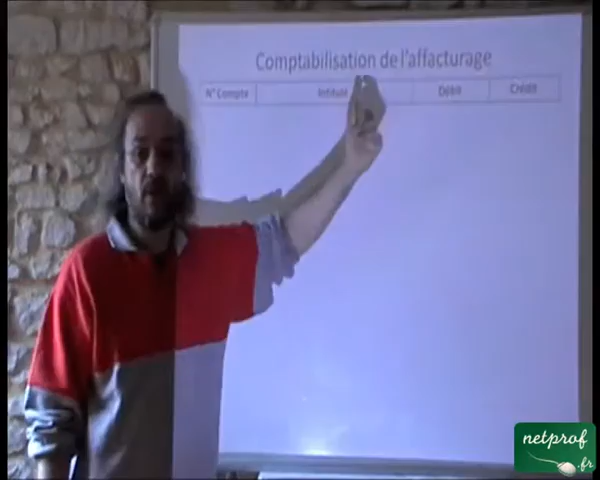 Comptabilisation de l'affacturage
N° Compte Intitulé Débit Crédit
netprof
.fr